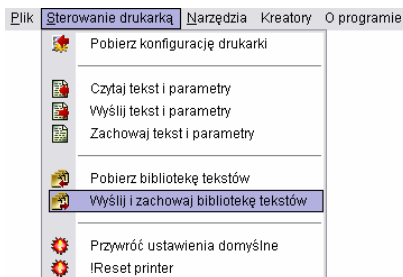 Plik Sterowanie drukarką Narzędzia Kreatory O programie
Pobierz konfigurację drukarki
Czytaj tekst i parametry
Wyślij tekst i parametry
Zachowaj tekst i parametry
Pobierz bibliotekę tekstów
Wyślij i zachowaj bibliotekę tekstów
Przywróć ustawienia domyślne
!Reset printer